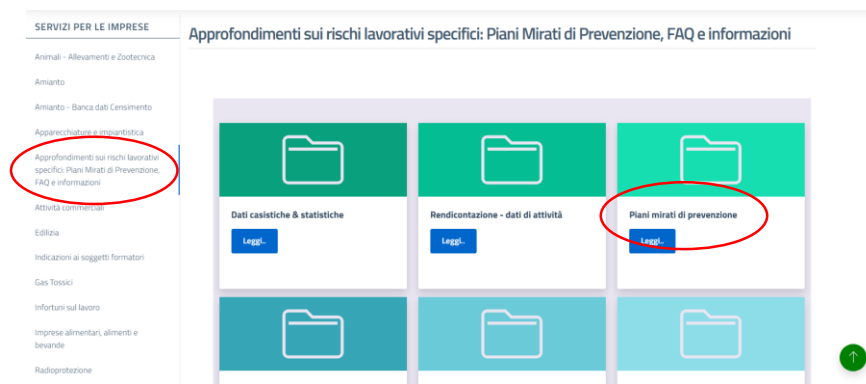 SERVIZI PER LE IMPRESE
Animali - Allevamenti e Zootecnica
Amianto
Amianto - Banca dati Censimento
Apparecchiature e impiantistica
Approfondimenti sui rischi lavorativi
specifici: Piani Mirati di Prevenzione,
FAQ e informazioni
Attività commerciali
Edilizia
Indicazioni ai soggetti formatori
Gas Tossici
Infortuni sul lavoro
Imprese alimentari, alimenti e
bevande
Radioprotezione
Approfondimenti sui rischi lavorativi specifici: Piani Mirati di Prevenzione, FAQ e informazioni
Dati casistiche & statistiche
Leggi..
Rendicontazione - dati di attività
Leggi..
Piani mirati di prevenzione
Leggi..